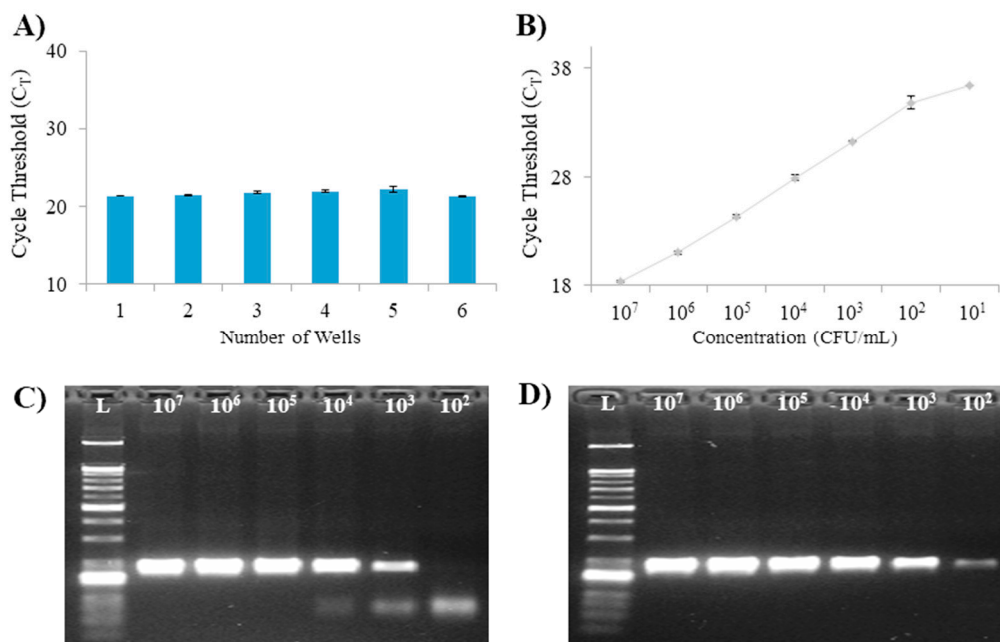 A)
Cycle Threshold (C_T)
40
30
20
10
1 2 3 4 5 6
Number of Wells
B)
Cycle Threshold (C_T)
38
28
18
10⁷ 10⁶ 10⁵ 10⁴ 10³ 10² 10¹
Concentration (CFU/mL)
C)
L 10⁷ 10⁶ 10⁵ 10⁴ 10³ 10²
D)
L 10⁷ 10⁶ 10⁵ 10⁴ 10³ 10²